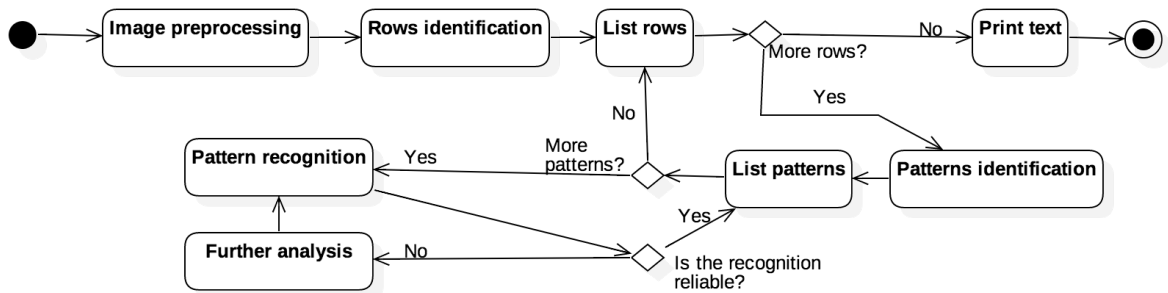 Image preprocessing
Rows identification
List rows
More rows?
No
Print text
Yes
No
Pattern recognition
Yes
More
patterns?
List patterns
Patterns identification
Yes
Further analysis
No
Is the recognition
reliable?